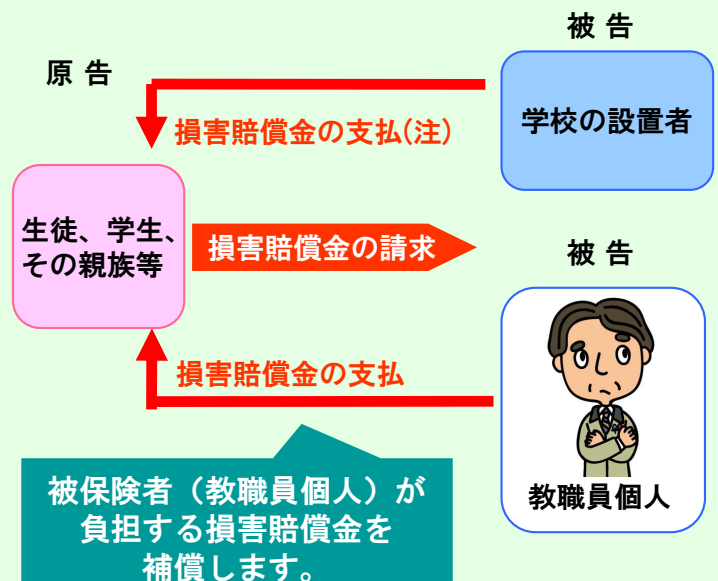 被 告
原 告
学校の設置者
損害賠償金の支払(注)
生徒、学生、
その親族等
損害賠償金の請求
被 告
損害賠償金の支払
教職員個人
被保険者（教職員個人）が
負担する損害賠償金を
補償します。